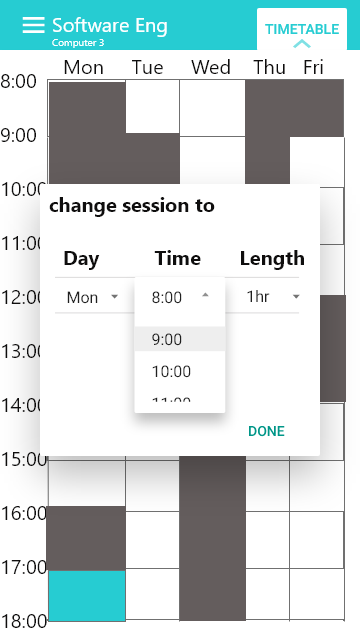 Software Eng
Computer 3
TIMETABLE
Mon Tue Wed Thu Fri
8:00
9:00
10:00
change session to
11:00
Day Time Length
12:00
Mon 8:00 1hr
9:00
13:00
10:00
11:00
14:00
DONE
15:00
16:00
17:00
18:00